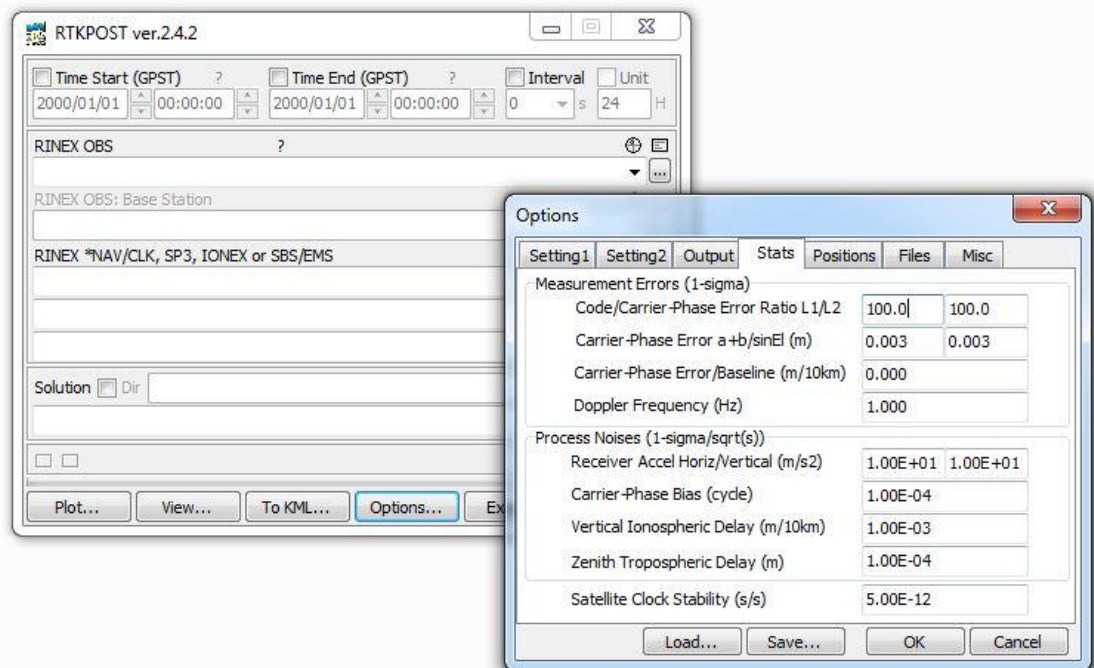 RTKPOST ver.2.4.2
Time Start (GPST) ? Time End (GPST) ? Interval Unit
2000/01/01 00:00:00 2000/01/01 00:00:00 0 s 24 H
RINEX OBS ?
...
RINEX OBS: Base Station
RINEX *NAV/CLK, SP3, IONEX or SBS/EMS
Solution Dir
Plot... View... To KML... Options... Ex
Options
Setting1 Setting2 Output Stats Positions Files Misc
Measurement Errors (1-sigma)
Code/Carrier-Phase Error Ratio L1/L2 100.0 100.0
Carrier-Phase Error a+b/sinEl (m) 0.003 0.003
Carrier-Phase Error/Baseline (m/10km) 0.000
Doppler Frequency (Hz) 1.000
Process Noises (1-sigma/sqrt(s))
Receiver Accel Horiz/Vertical (m/s2) 1.00E+01 1.00E+01
Carrier-Phase Bias (cycle) 1.00E-04
Vertical Ionospheric Delay (m/10km) 1.00E-03
Zenith Tropospheric Delay (m) 1.00E-04
Satellite Clock Stability (s/s) 5.00E-12
Load... Save... OK Cancel